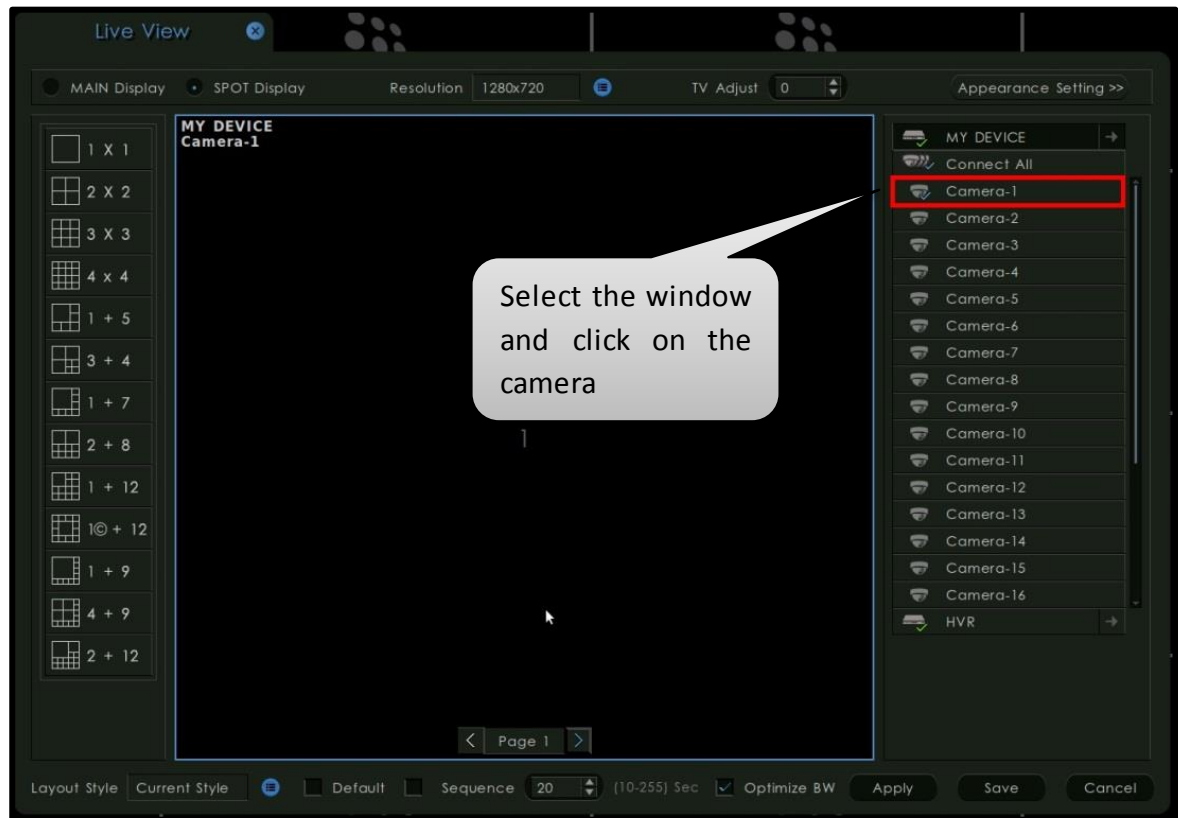 Live View
MAIN Display SPOT Display Resolution 1280x720 TV Adjust 0 Appearance Setting >>
1 X 1
2 X 2
3 X 3
4 x 4
1 + 5
3 + 4
1 + 7
2 + 8
1 + 12
1© + 12
1 + 9
4 + 9
2 + 12
MY DEVICE
Camera-1
Select the window
and click on the
camera
1
< Page 1 >
MY DEVICE
Connect All
Camera-1
Camera-2
Camera-3
Camera-4
Camera-5
Camera-6
Camera-7
Camera-8
Camera-9
Camera-10
Camera-11
Camera-12
Camera-13
Camera-14
Camera-15
Camera-16
HVR
Layout Style Current Style Default Sequence 20 (10-255) Sec Optimize BW Apply Save Cancel